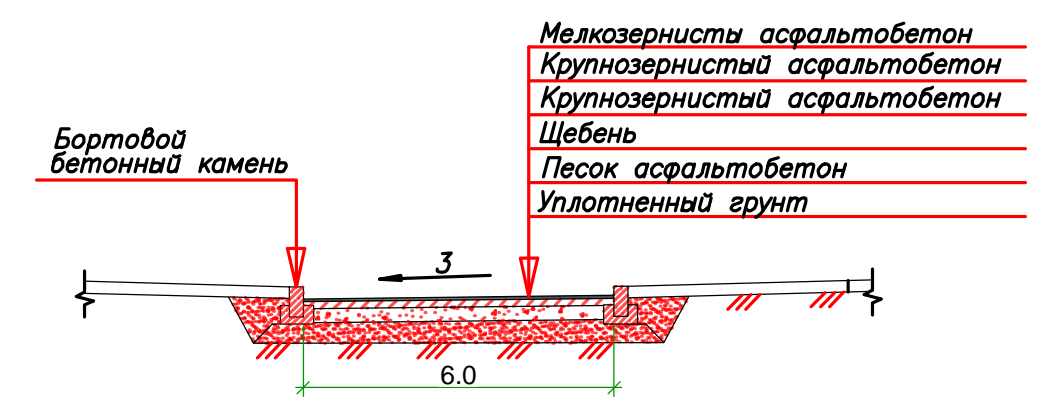 Мелкозернисты асфальтобетон
Крупнозернистый асфальтобетон
Крупнозернистый асфальтобетон
Щебень
Песок асфальтобетон
Уплотненный грунт
Бортовой
бетонный камень
3
6.0